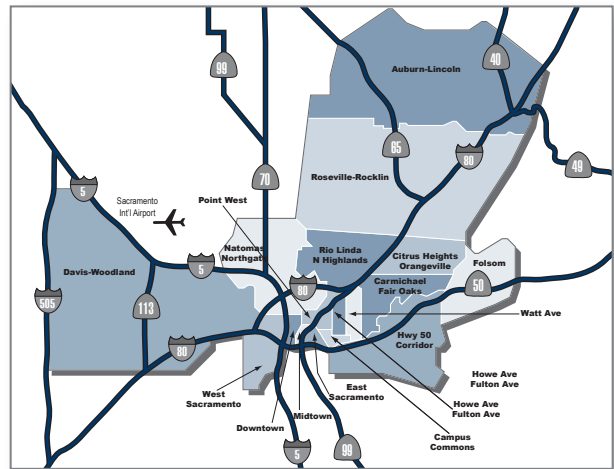 99
40
Auburn-Lincoln
65
80
49
Roseville-Rocklin
70
5
Sacramento
Int'l Airport
Point West
Natomas
Northgate
Rio Linda
N Highlands
Citrus Heights
Orangeville
Folsom
Davis-Woodland
5
80
Carmichael
Fair Oaks
50
505
113
Watt Ave
80
Hwy 50
Corridor
West
Sacramento
East
Sacramento
Howe Ave
Fulton Ave
Midtown
Downtown
Howe Ave
Fulton Ave
Campus
Commons
5
99